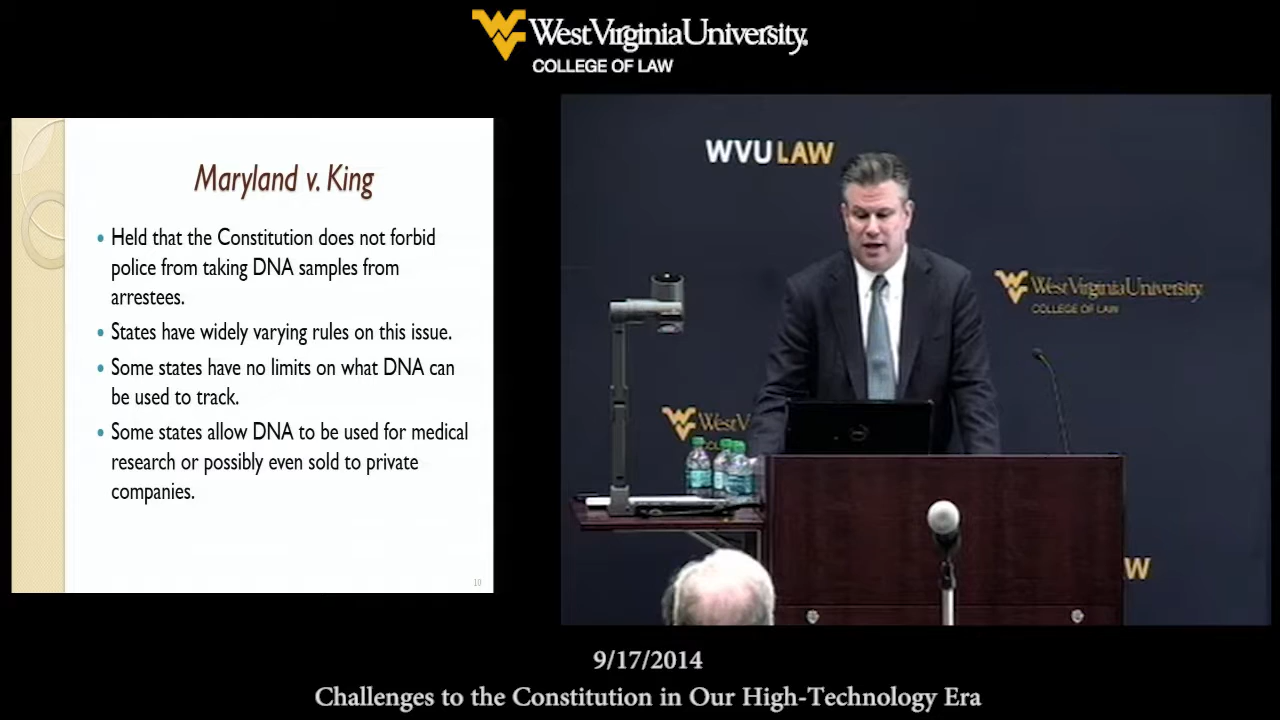 West Virginia University.
COLLEGE OF LAW
Maryland v. King
• Held that the Constitution does not forbid
police from taking DNA samples from
arrestees.
• States have widely varying rules on this issue.
• Some states have no limits on what DNA can
be used to track.
• Some states allow DNA to be used for medical
research or possibly even sold to private
companies.
10
WVULAW
West Virginia University.
COLLEGE OF LAW
WestV
W
9/17/2014
Challenges to the Constitution in Our High-Technology Era